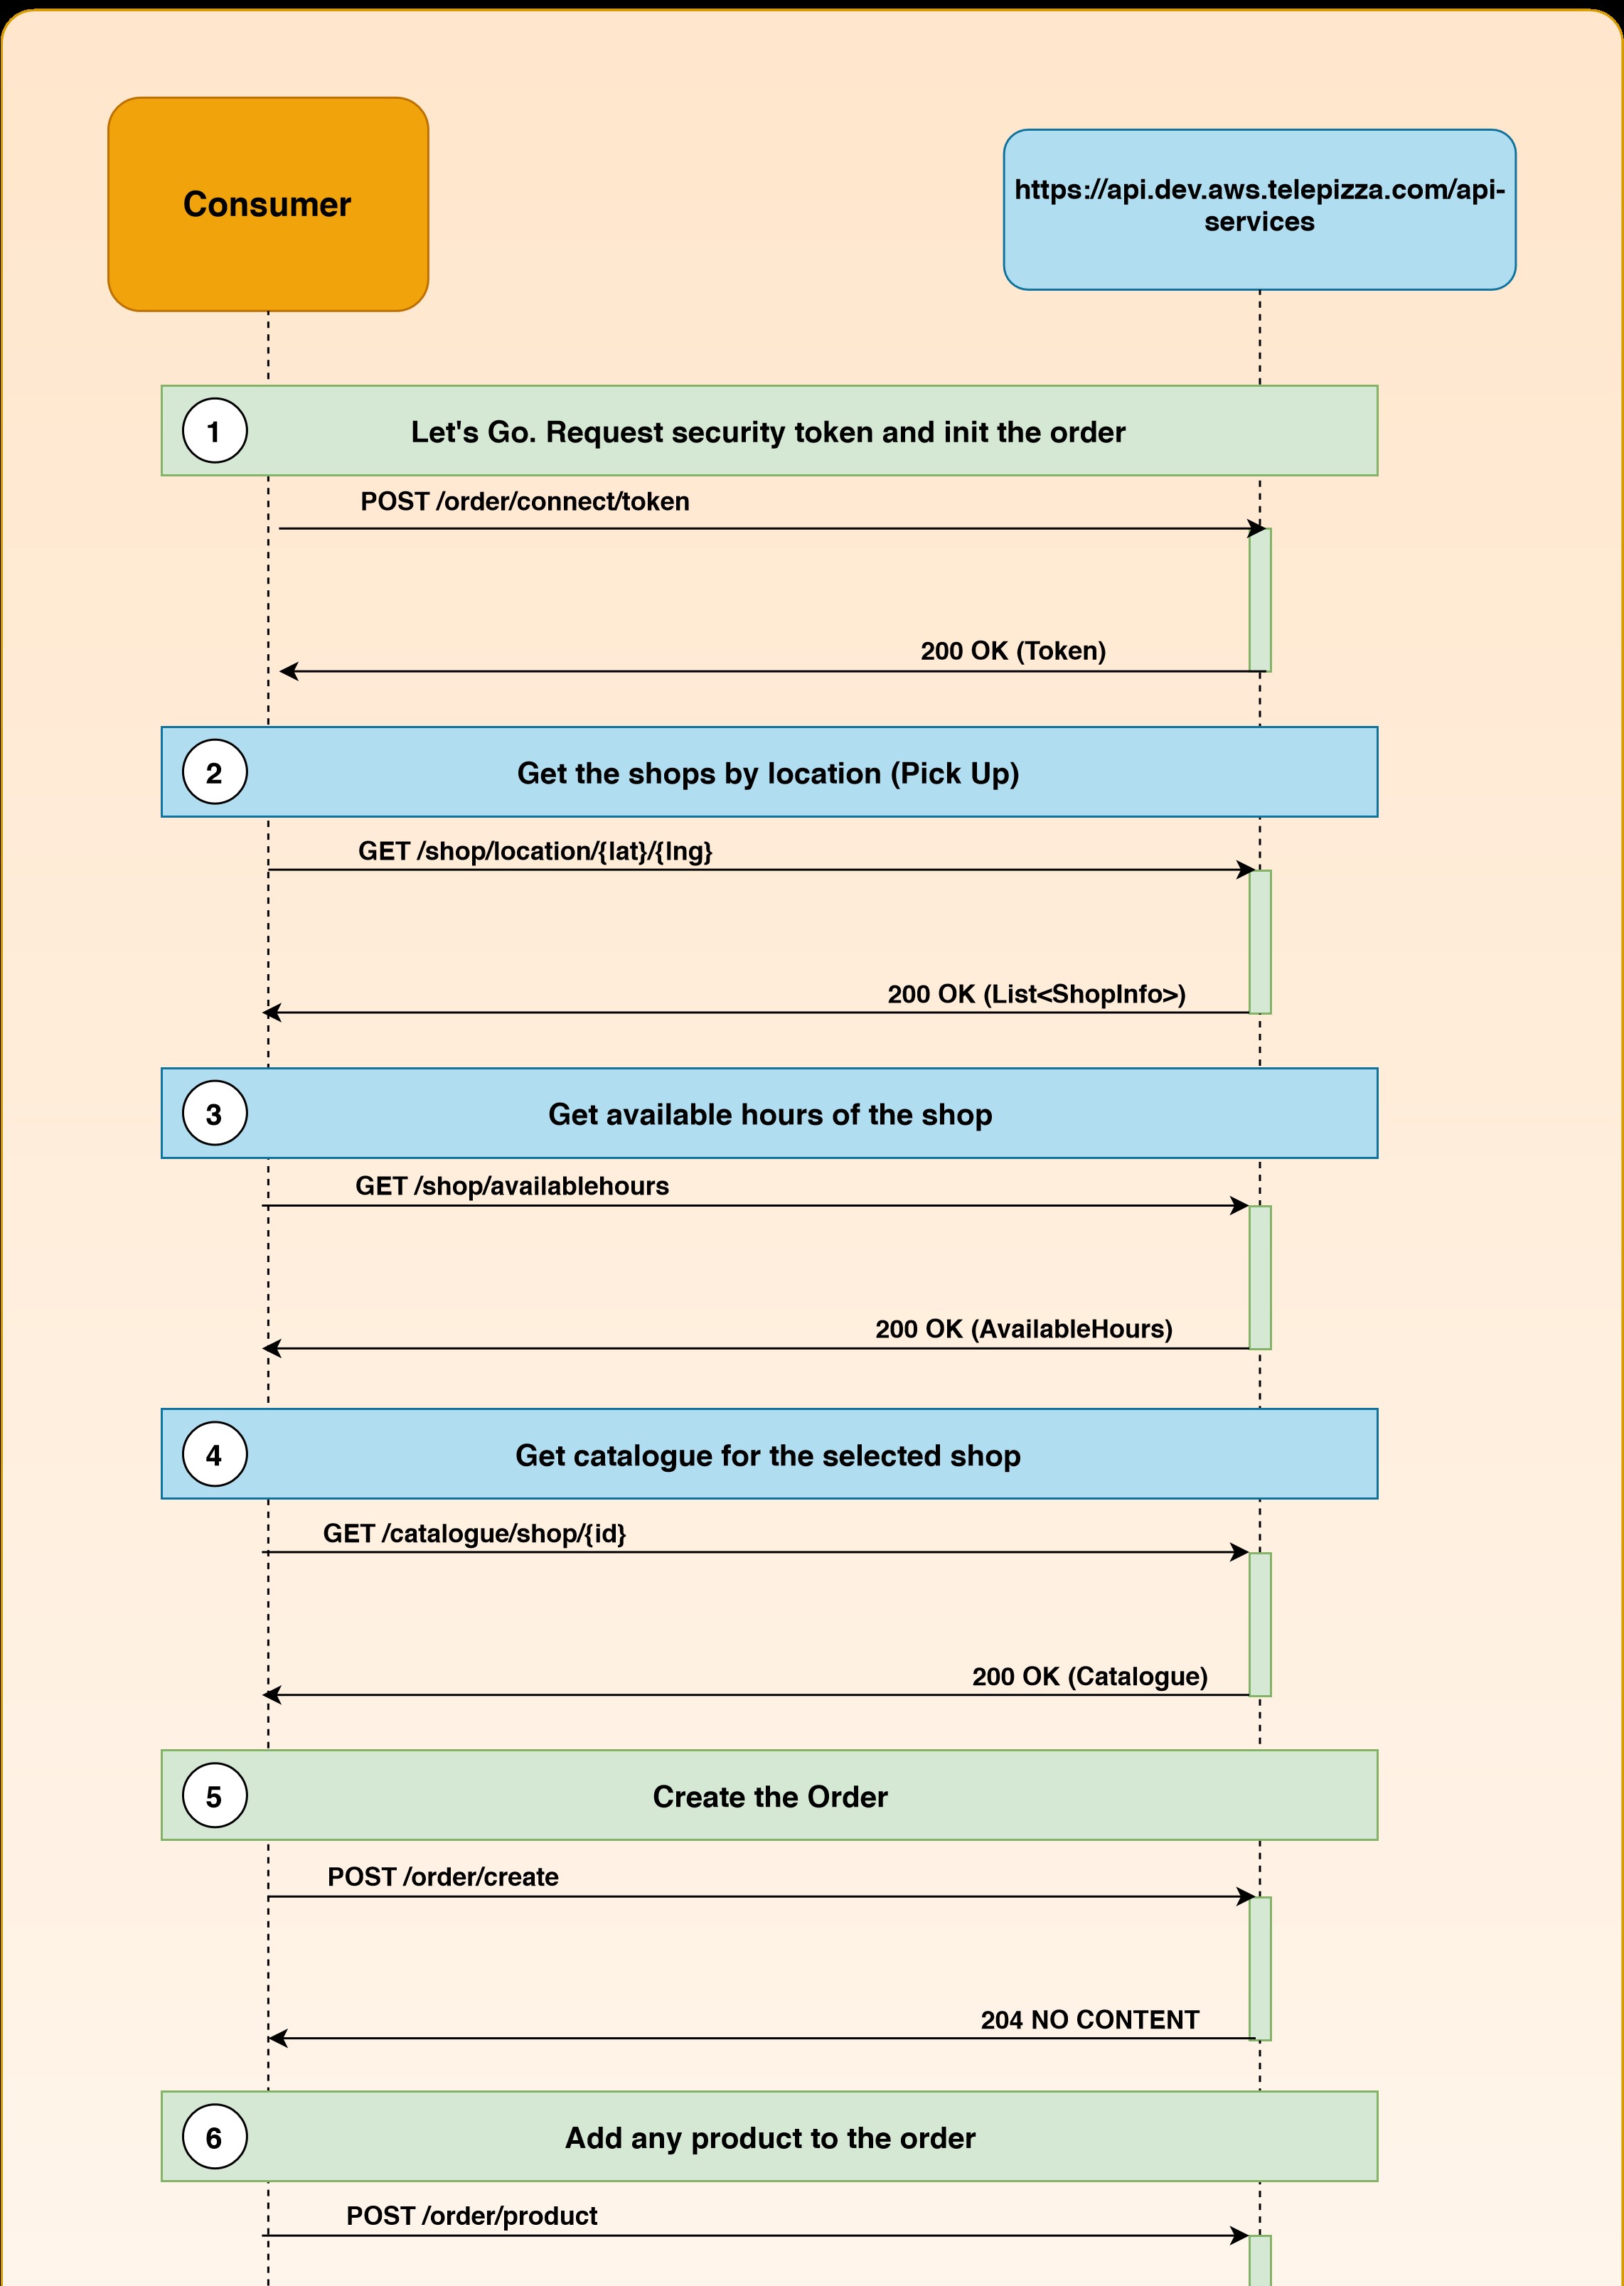 Consumer
https://api.dev.aws.telepizza.com/api-
services
1
Let's Go. Request security token and init the order
POST /order/connect/token
200 OK (Token)
2
Get the shops by location (Pick Up)
GET /shop/location/{lat}/{lng}
200 OK (List<ShopInfo>)
3
Get available hours of the shop
GET /shop/availablehours
200 OK (AvailableHours)
4
Get catalogue for the selected shop
GET /catalogue/shop/{id}
200 OK (Catalogue)
5
Create the Order
POST /order/create
204 NO CONTENT
6
Add any product to the order
POST /order/product